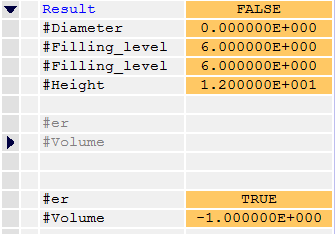 Result FALSE
#Diameter 0.000000E+000
#Filling_level 6.000000E+000
#Filling_level 6.000000E+000
#Height 1.200000E+001
#er
#Volume
#er TRUE
#Volume -1.000000E+000